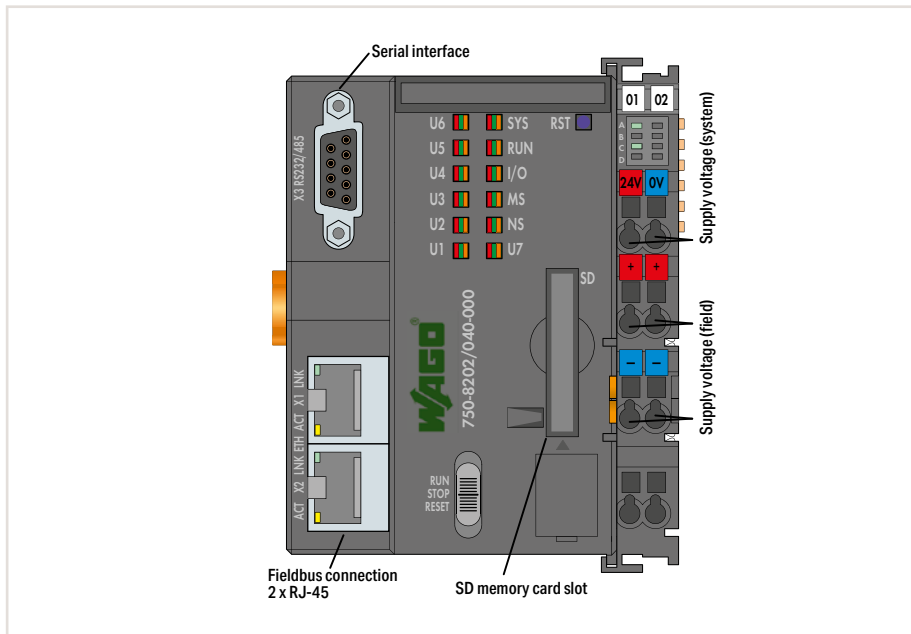 Serial interface
X3 RS232/485
U6 SYS RST
U5 RUN
U4 I/O
U3 MS
U2 NS
U1 U7
SD
WAGO®
750-8202/040-000
RUN
STOP
RESET
ACT X2 LNK ETH ACT X1 LNK
01 02
A
B
C
D
24V 0V
+ +
− −
Supply voltage (system)
Supply voltage (field)
Fieldbus connection
2 x RJ-45
SD memory card slot